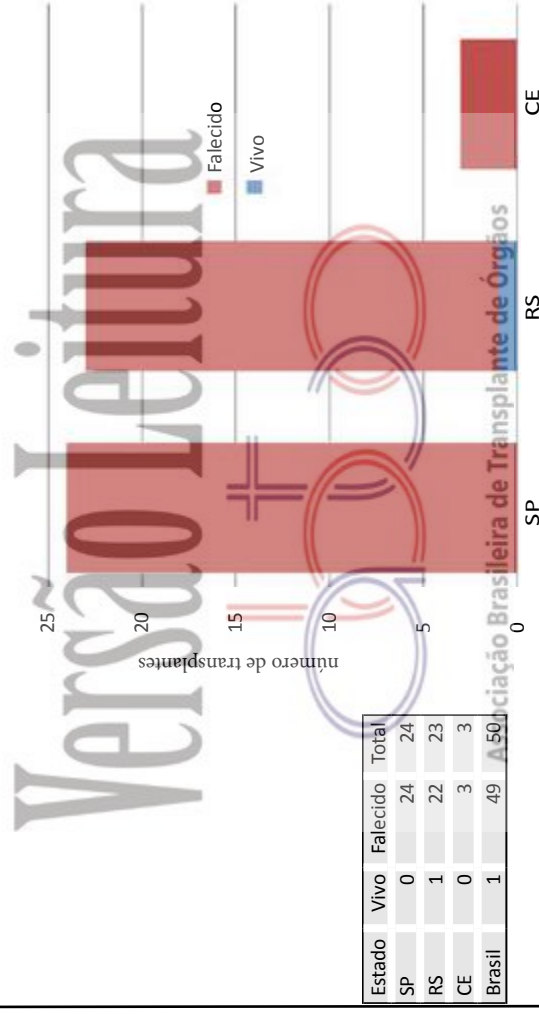 Versão Leitura
25
20
15
10
5
0
número de transplantes
Falecido
Vivo
SP RS CE
Estado Vivo Falecido Total
SP 0 24 24
RS 1 22 23
CE 0 3 3
Brasil 1 49 50
abto
Associação Brasileira de Transplante de Órgãos